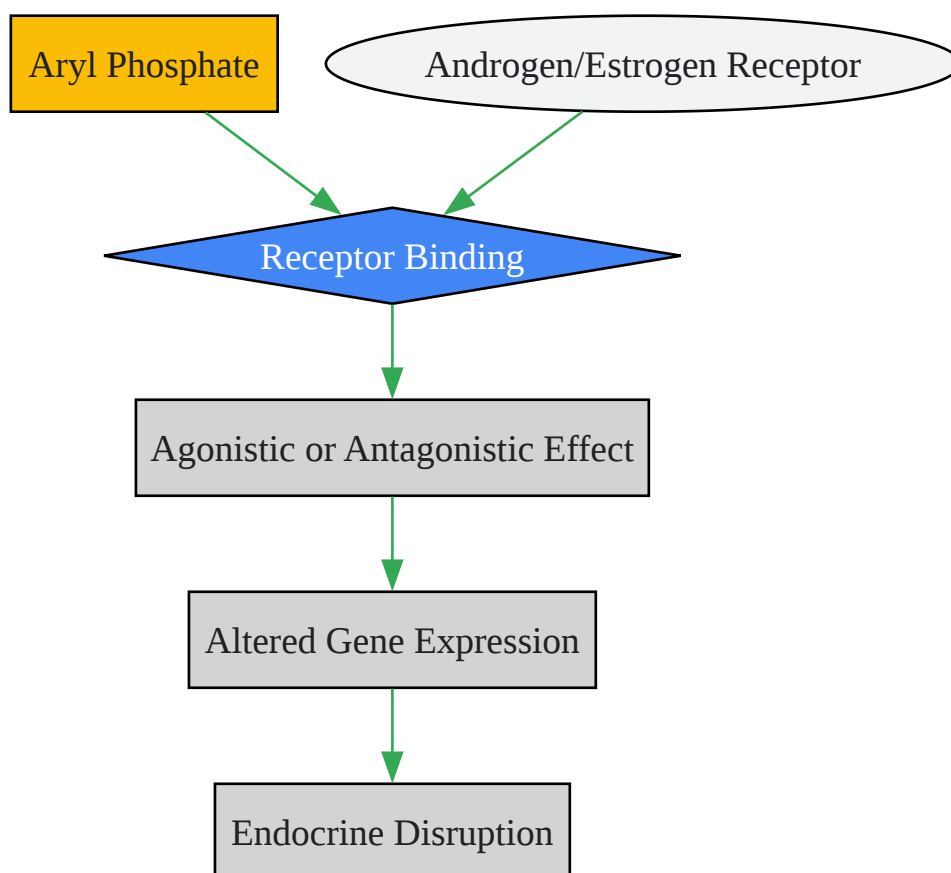 Aryl Phosphate
Androgen/Estrogen Receptor
Receptor Binding
Agonistic or Antagonistic Effect
Altered Gene Expression
Endocrine Disruption